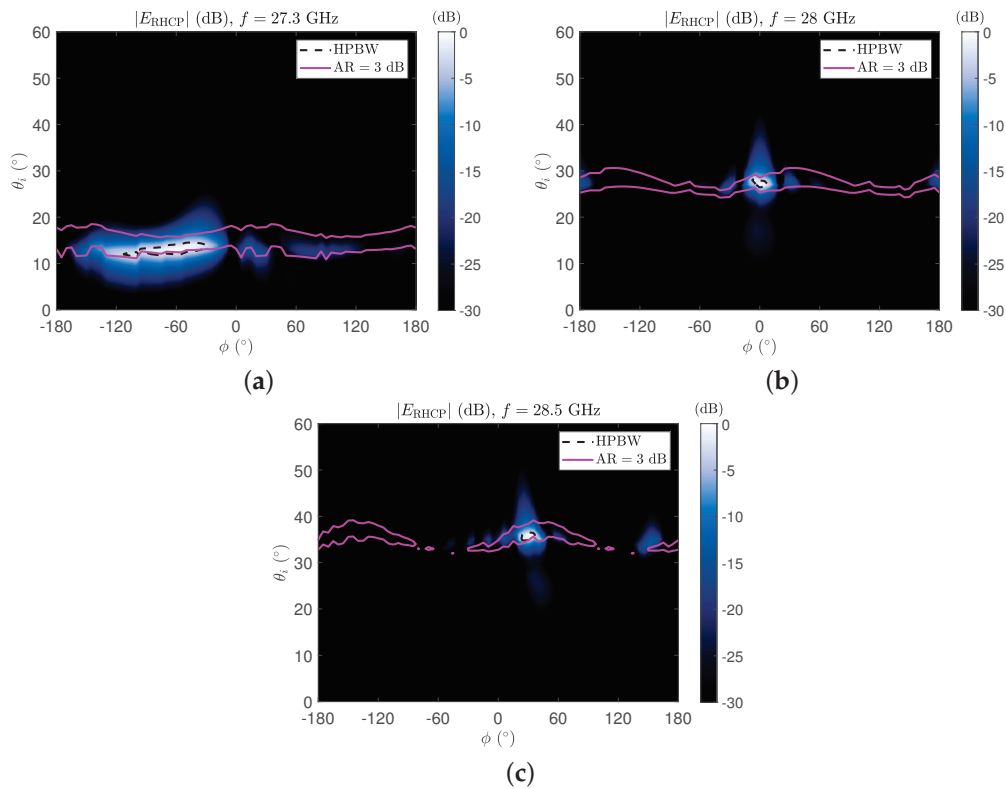 |E_RHCP| (dB), f = 27.3 GHz
(dB)
60
50
40
30
20
10
0
θ_i (°)
-180 -120 -60 0 60 120 180
ϕ (°)
HPBW
AR = 3 dB
0
-5
-10
-15
-20
-25
-30
(a)
|E_RHCP| (dB), f = 28 GHz
(dB)
60
50
40
30
20
10
0
θ_i (°)
-180 -120 -60 0 60 120 180
ϕ (°)
HPBW
AR = 3 dB
0
-5
-10
-15
-20
-25
-30
(b)
|E_RHCP| (dB), f = 28.5 GHz
(dB)
60
50
40
30
20
10
0
θ_i (°)
-180 -120 -60 0 60 120 180
ϕ (°)
HPBW
AR = 3 dB
0
-5
-10
-15
-20
-25
-30
(c)